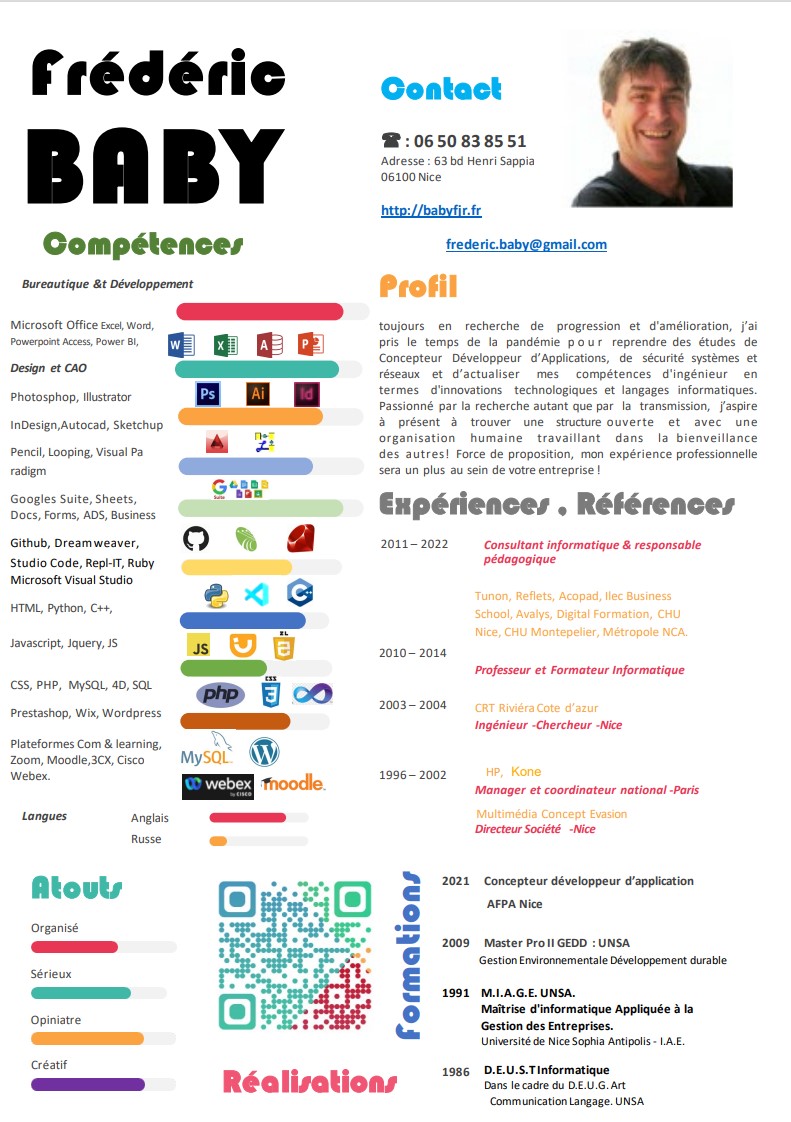 Frédéric
BABY
Compétences
Bureautique &t Développement
Microsoft Office Excel, Word,
Powerpoint Access, Power BI,
W X A P
Design et CAO
Photosphop, Illustrator
Ps Ai Id
InDesign,Autocad, Sketchup
Pencil, Looping, Visual Pa
radigm
Googles Suite, Sheets,
Docs, Forms, ADS, Business
G Suite
Github, Dreamweaver,
Studio Code, Repl-IT, Ruby
Microsoft Visual Studio
HTML, Python, C++,
Javascript, Jquery, JS
JS
CSS, PHP, MySQL, 4D, SQL
php
CSS
3
Prestashop, Wix, Wordpress
Plateformes Com & learning,
Zoom, Moodle,3CX, Cisco
Webex.
MySQL
webex
by CISCO
moodle
Langues
Anglais
Russe
Atouts
Organisé
Sérieux
Opiniatre
Créatif
Contact
☎ : 06 50 83 85 51
Adresse : 63 bd Henri Sappia
06100 Nice
http://babyfjr.fr
frederic.baby@gmail.com
Profil
toujours en recherche de progression et d'amélioration, j’ai
pris le temps de la pandémie pour reprendre des études de
Concepteur Développeur d’Applications, de sécurité systèmes et
réseaux et d’actualiser mes compétences d'ingénieur en
termes d'innovations technologiques et langages informatiques.
Passionné par la recherche autant que par la transmission, j’aspire
à présent à trouver une structure ouverte et avec une
organisation humaine travaillant dans la bienveillance
des autres! Force de proposition, mon expérience professionnelle
sera un plus au sein de votre entreprise !
Expériences , Références
2011 – 2022 Consultant informatique & responsable
pédagogique
Tunon, Reflets, Acopad, Ilec Business
School, Avalys, Digital Formation, CHU
Nice, CHU Montepelier, Métropole NCA.
2010 – 2014
Professeur et Formateur Informatique
2003 – 2004 CRT Riviéra Cote d’azur
Ingénieur -Chercheur -Nice
1996 – 2002 HP, Kone
Manager et coordinateur national -Paris
Multimédia Concept Evasion
Directeur Société -Nice
Formations
2021 Concepteur développeur d’application
AFPA Nice
2009 Master Pro II GEDD : UNSA
Gestion Environnementale Développement durable
1991 M.I.A.G.E. UNSA.
Maîtrise d'informatique Appliquée à la
Gestion des Entreprises.
Université de Nice Sophia Antipolis - I.A.E.
1986 D.E.U.S.T Informatique
Dans le cadre du D.E.U.G. Art
Communication Langage. UNSA
Réalisations